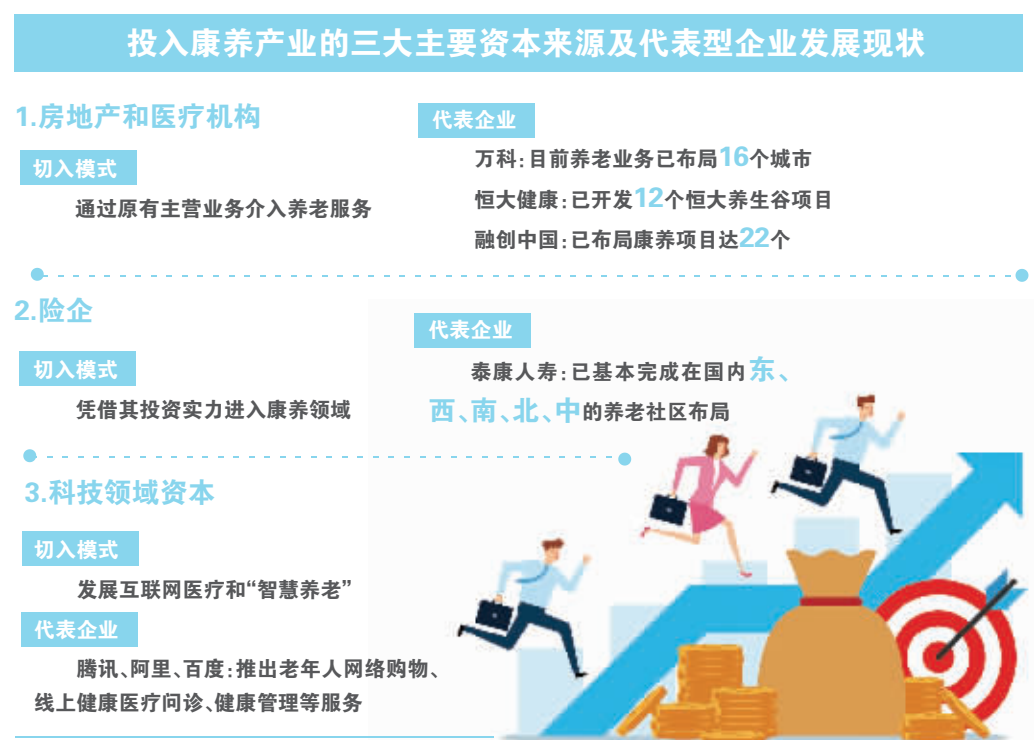 投入康养产业的三大主要资本来源及代表型企业发展现状
1.房地产和医疗机构
切入模式
通过原有主营业务介入养老服务
代表企业
万科:目前养老业务已布局16个城市
恒大健康:已开发12个恒大养生谷项目
融创中国:已布局康养项目达22个
2.险企
切入模式
凭借其投资实力进入康养领域
代表企业
泰康人寿:已基本完成在国内东、
西、南、北、中的养老社区布局
3.科技领域资本
切入模式
发展互联网医疗和“智慧养老”
代表企业
腾讯、阿里、百度:推出老年人网络购物、
线上健康医疗问诊、健康管理等服务